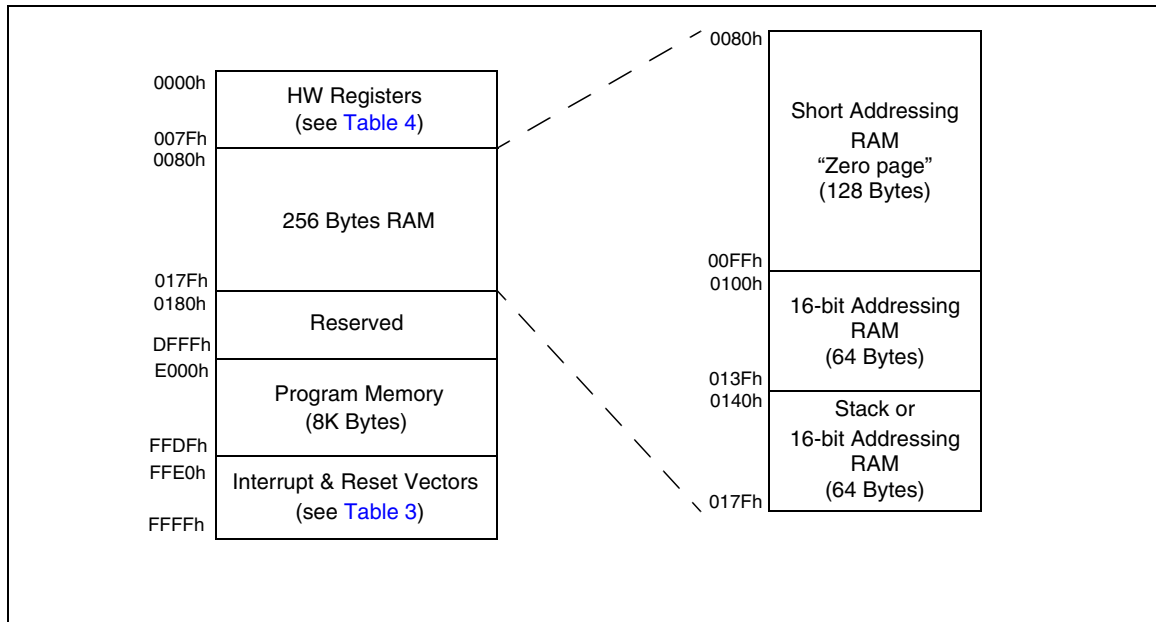 0000h
HW Registers
(see Table 4)
007Fh
0080h
256 Bytes RAM
017Fh
0180h
Reserved
DFFFh
E000h
Program Memory
(8K Bytes)
FFDFh
FFE0h
Interrupt & Reset Vectors
(see Table 3)
FFFFh
0080h
Short Addressing
RAM
“Zero page”
(128 Bytes)
00FFh
0100h
16-bit Addressing
RAM
(64 Bytes)
013Fh
0140h
Stack or
16-bit Addressing
RAM
(64 Bytes)
017Fh